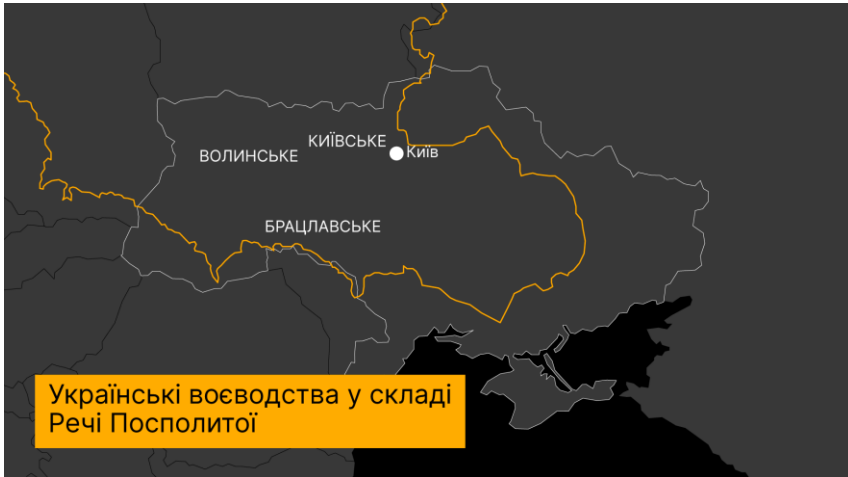 КИЇВСЬКЕ
Київ
ВОЛИНСЬКЕ
БРАЦЛАВСЬКЕ
Українські воєводства у складі
Речі Посполитої